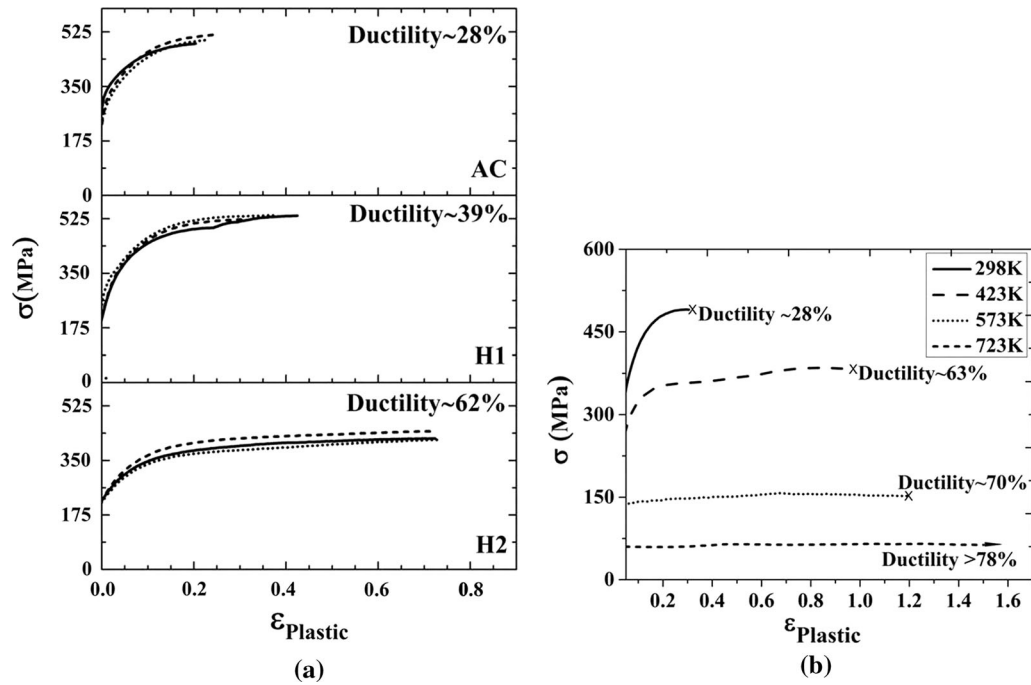 525
350
175
0
Ductility~28%
AC
525
350
175
0
Ductility~39%
H1
525
350
175
0
Ductility~62%
H2
σ(MPa)
0.0 0.2 0.4 0.6 0.8
εPlastic
(a)
600
450
300
150
0
σ (MPa)
298K
423K
573K
723K
×Ductility ~28%
×Ductility~63%
Ductility~70%
×
Ductility >78%
0.2 0.4 0.6 0.8 1.0 1.2 1.4 1.6
εPlastic
(b)